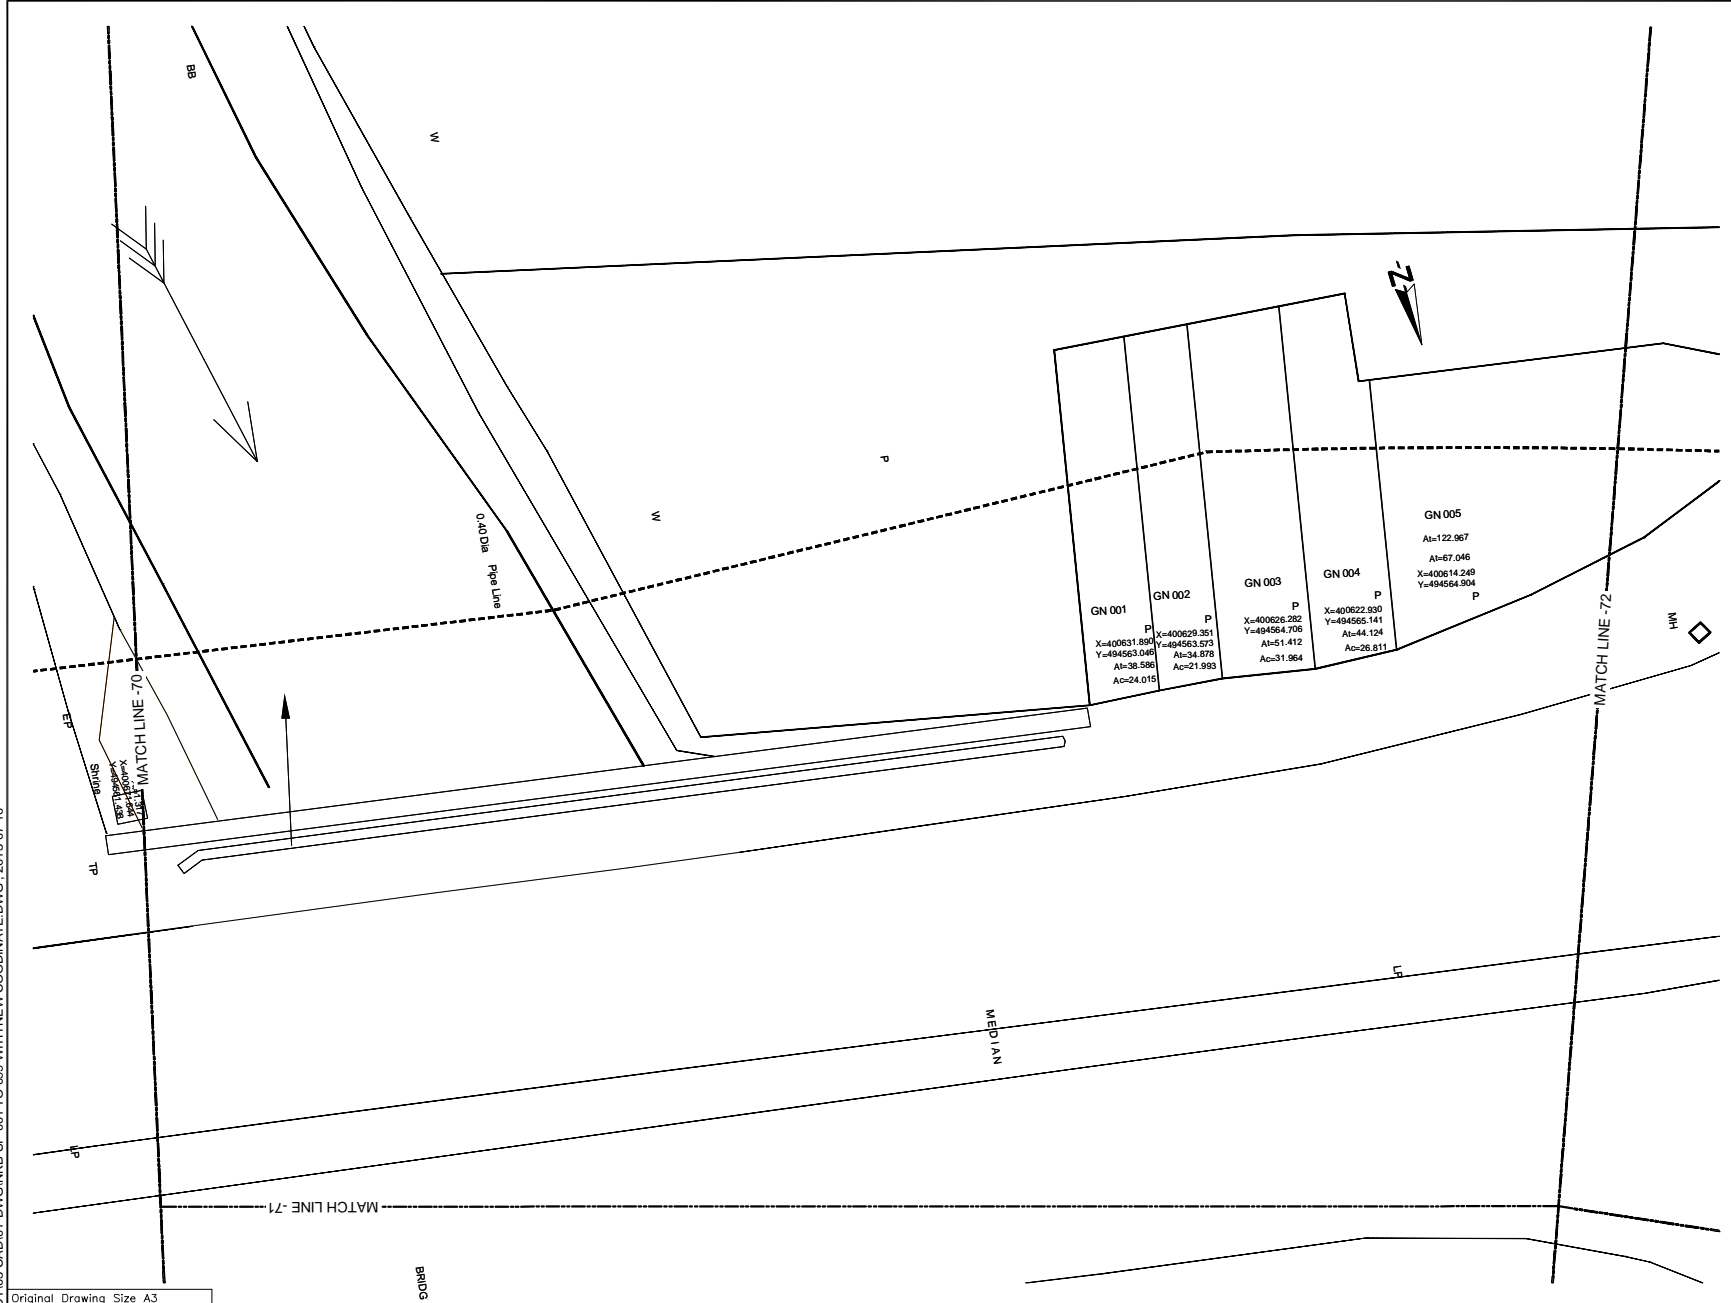 BB
W
N
P
0.40 Dia Pipe Line
W
GN 005
At=122.967
At=67.046
X=400614.249
Y=494564.904
P
GN 004
P
X=400622.930
Y=494565.141
At=44.124
Ac=26.811
GN 003
P
X=400626.282
Y=494564.706
At=51.412
Ac=31.964
GN 002
P
X=400629.351
Y=494563.573
At=34.878
Ac=21.993
GN 001
P
X=400631.890
Y=494563.046
At=38.586
Ac=24.015
MATCH LINE -72
MH
MATCH LINE -70
EP
Shrine
TP
LP
MEDIAN
LP
MATCH LINE -71
BRIDG
Original Drawing Size A3